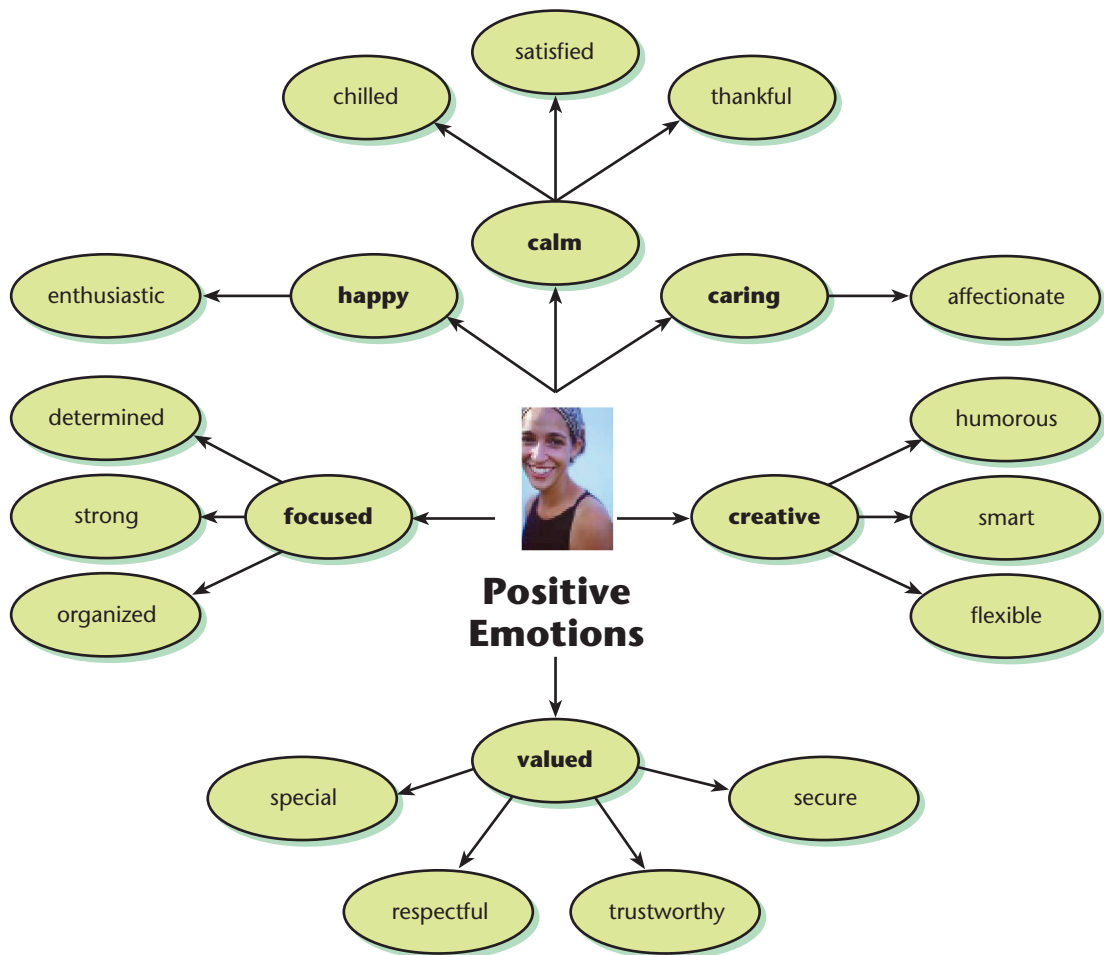 satisfied
chilled
thankful
calm
enthusiastic
happy
caring
affectionate
determined
humorous
strong
focused
creative
smart
organized
flexible
Positive
Emotions
valued
special
secure
respectful
trustworthy